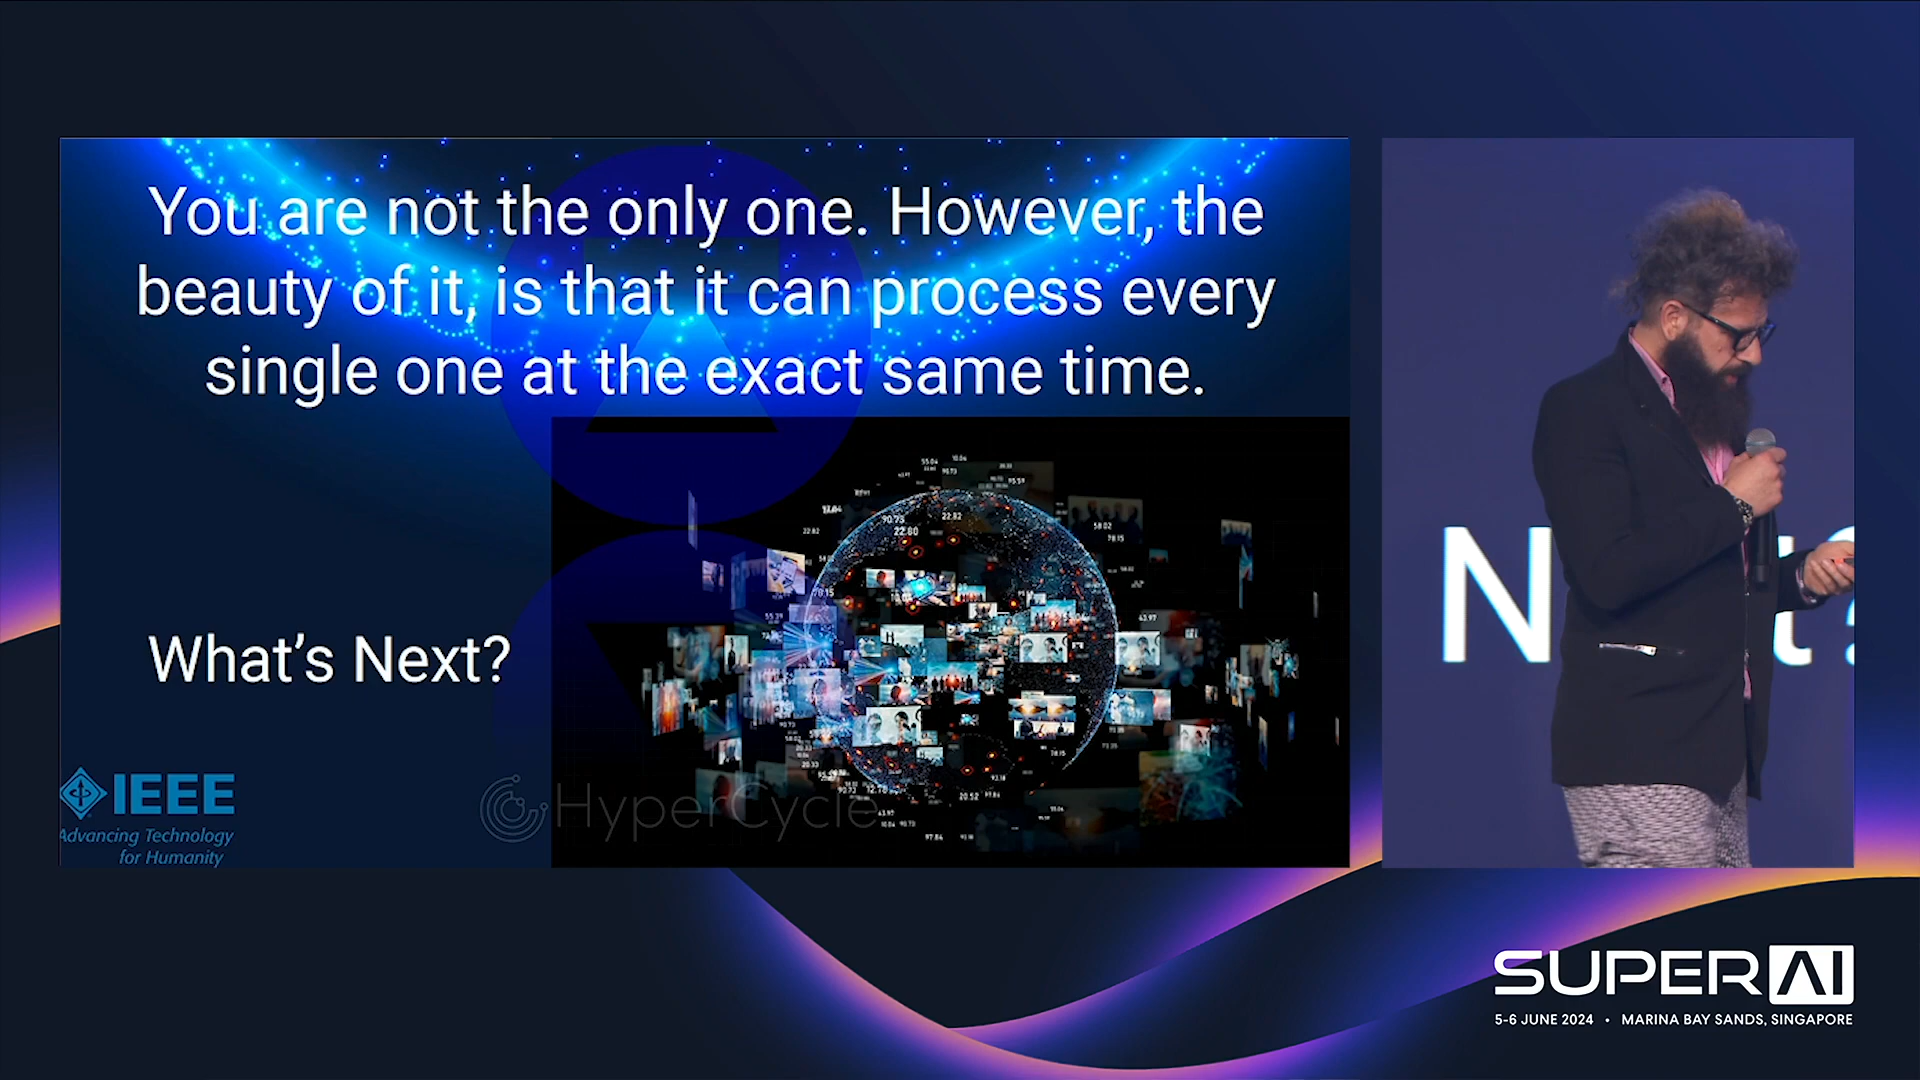 You are not the only one. However, the
beauty of it, is that it can process every
single one at the exact same time.
What's Next?
IEEE
Advancing Technology
for Humanity
HyperCycle
N t?
SUPER AI
5-6 JUNE 2024 • MARINA BAY SANDS, SINGAPORE